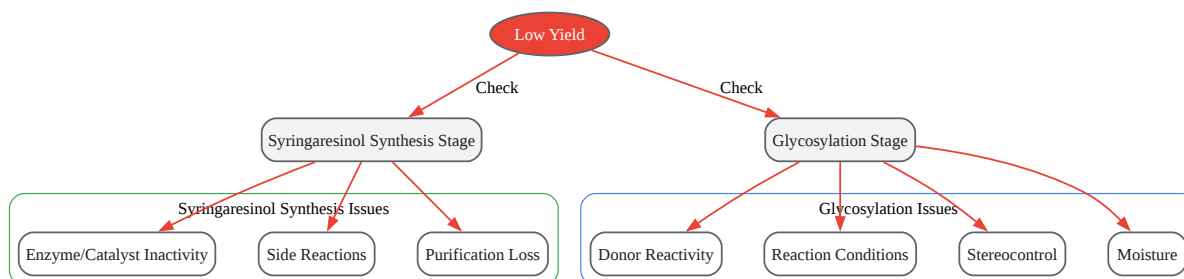 Low Yield
Check
Check
Syringaresinol Synthesis Stage
Glycosylation Stage
Syringaresinol Synthesis Issues
Glycosylation Issues
Enzyme/Catalyst Inactivity
Side Reactions
Purification Loss
Donor Reactivity
Reaction Conditions
Stereocontrol
Moisture